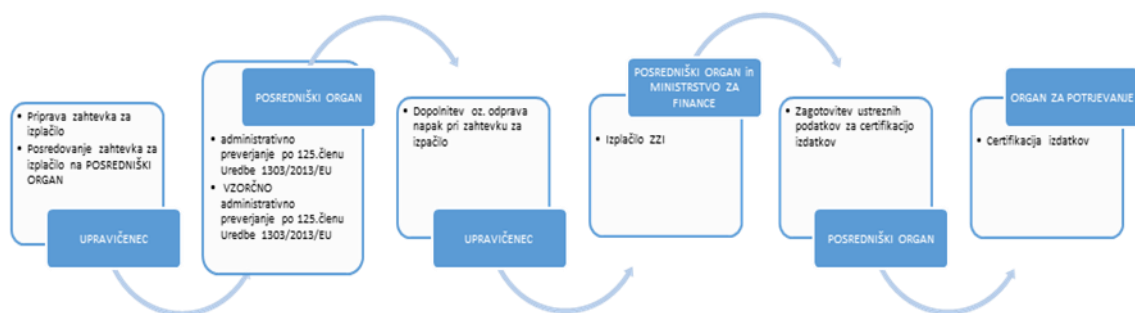 • Priprava zahtevka za
izplačilo
• Posredovanje zahtevka za
izplačilo na POSREDNIŠKI
ORGAN
UPRAVIČENEC
POSREDNIŠKI ORGAN
• administrativno
preverjanje po 125.členu
Uredbe 1303/2013/EU
• VZORČNO
administrativno
preverjanje po 125.členu
Uredbe 1303/2013/EU
• Dopolnitev oz. odprava
napak pri zahtevku za
izpačilo
UPRAVIČENEC
POSREDNIŠKI ORGAN in
MINISTRSTVO ZA
FINANCE
• Izplačilo ZZI
• Zagotovitev ustreznih
podatkov za certifikacijo
izdatkov
POSREDNIŠKI ORGAN
ORGAN ZA POTRJEVANJE
• Certifikacija izdatkov